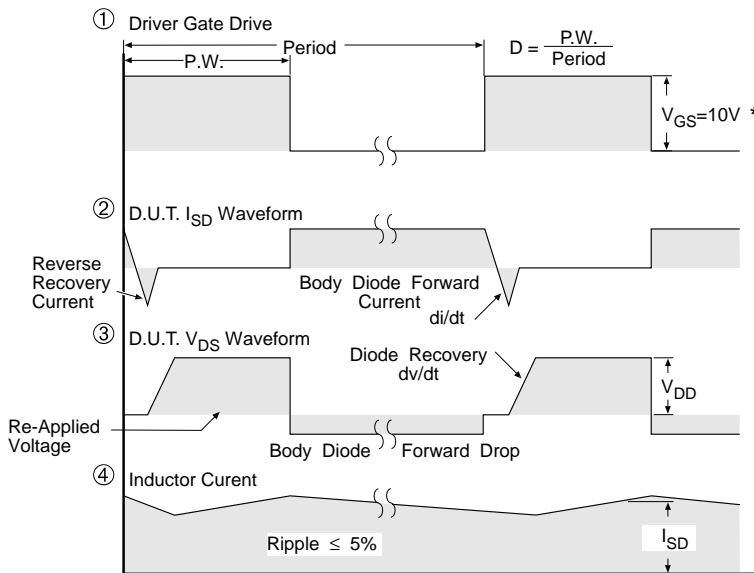 ① Driver Gate Drive
Period
P.W.
D = P.W. / Period
V_GS=10V *
② D.U.T. I_SD Waveform
Reverse
Recovery
Current
Body Diode Forward
Current
di/dt
③ D.U.T. V_DS Waveform
Diode Recovery
dv/dt
V_DD
Re-Applied
Voltage
Body Diode Forward Drop
④ Inductor Curent
Ripple ≤ 5%
I_SD